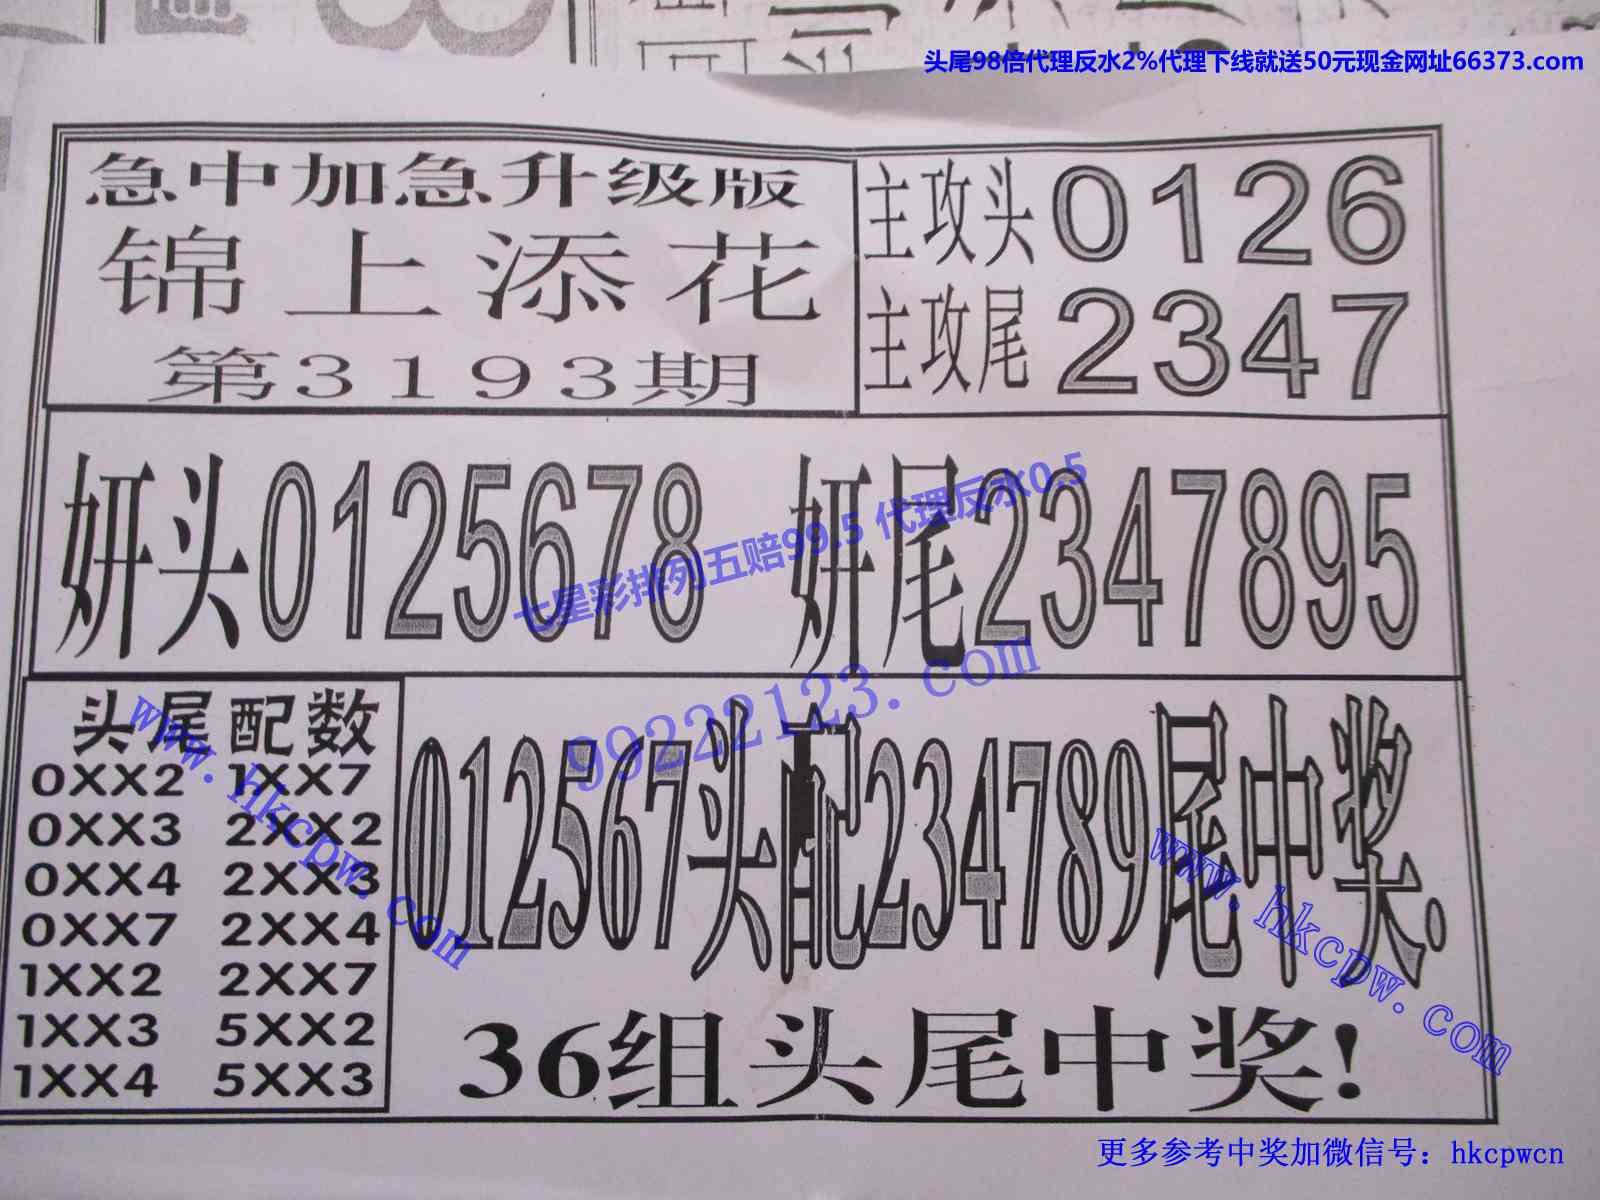 头尾98倍代理反水2%代理下线就送50元现金网址66373.com
急中加急升级版
锦上添花
第3193期
主攻头0126
主攻尾2347
妍头0125678
妍尾2347895
七星彩排列五赔99.5 代理反水0.5
99222123.com
头尾配数
0XX2 1XX7
0XX3 2XX2
0XX4 2XX3
0XX7 2XX4
1XX2 2XX7
1XX3 5XX2
1XX4 5XX3
www.hkcpw.com
012567头配234789尾中奖.
www.hkcpw.com
36组头尾中奖!
更多参考中奖加微信号：hkcpwcn